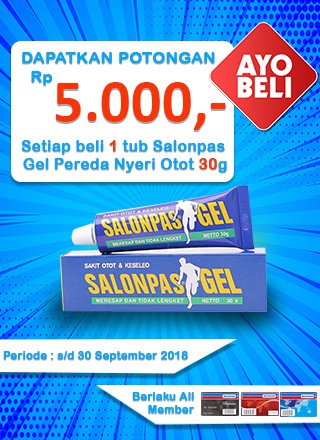 DAPATKAN POTONGAN
Rp
5.000,-
AYO
BELI
Setiap beli 1 tub Salonpas
Gel Pereda Nyeri Otot 30g
SAKIT OTOT & KESELEO
SALONPAS GEL
MERESAP DAN TIDAK LENGKET
NETTO 30g
SAKIT OTOT & KESELEO
SALONPAS GEL
MERESAP DAN TIDAK LENGKET
NETTO 30 g
Periode : s/d 30 September 2018
Berlaku All
Member